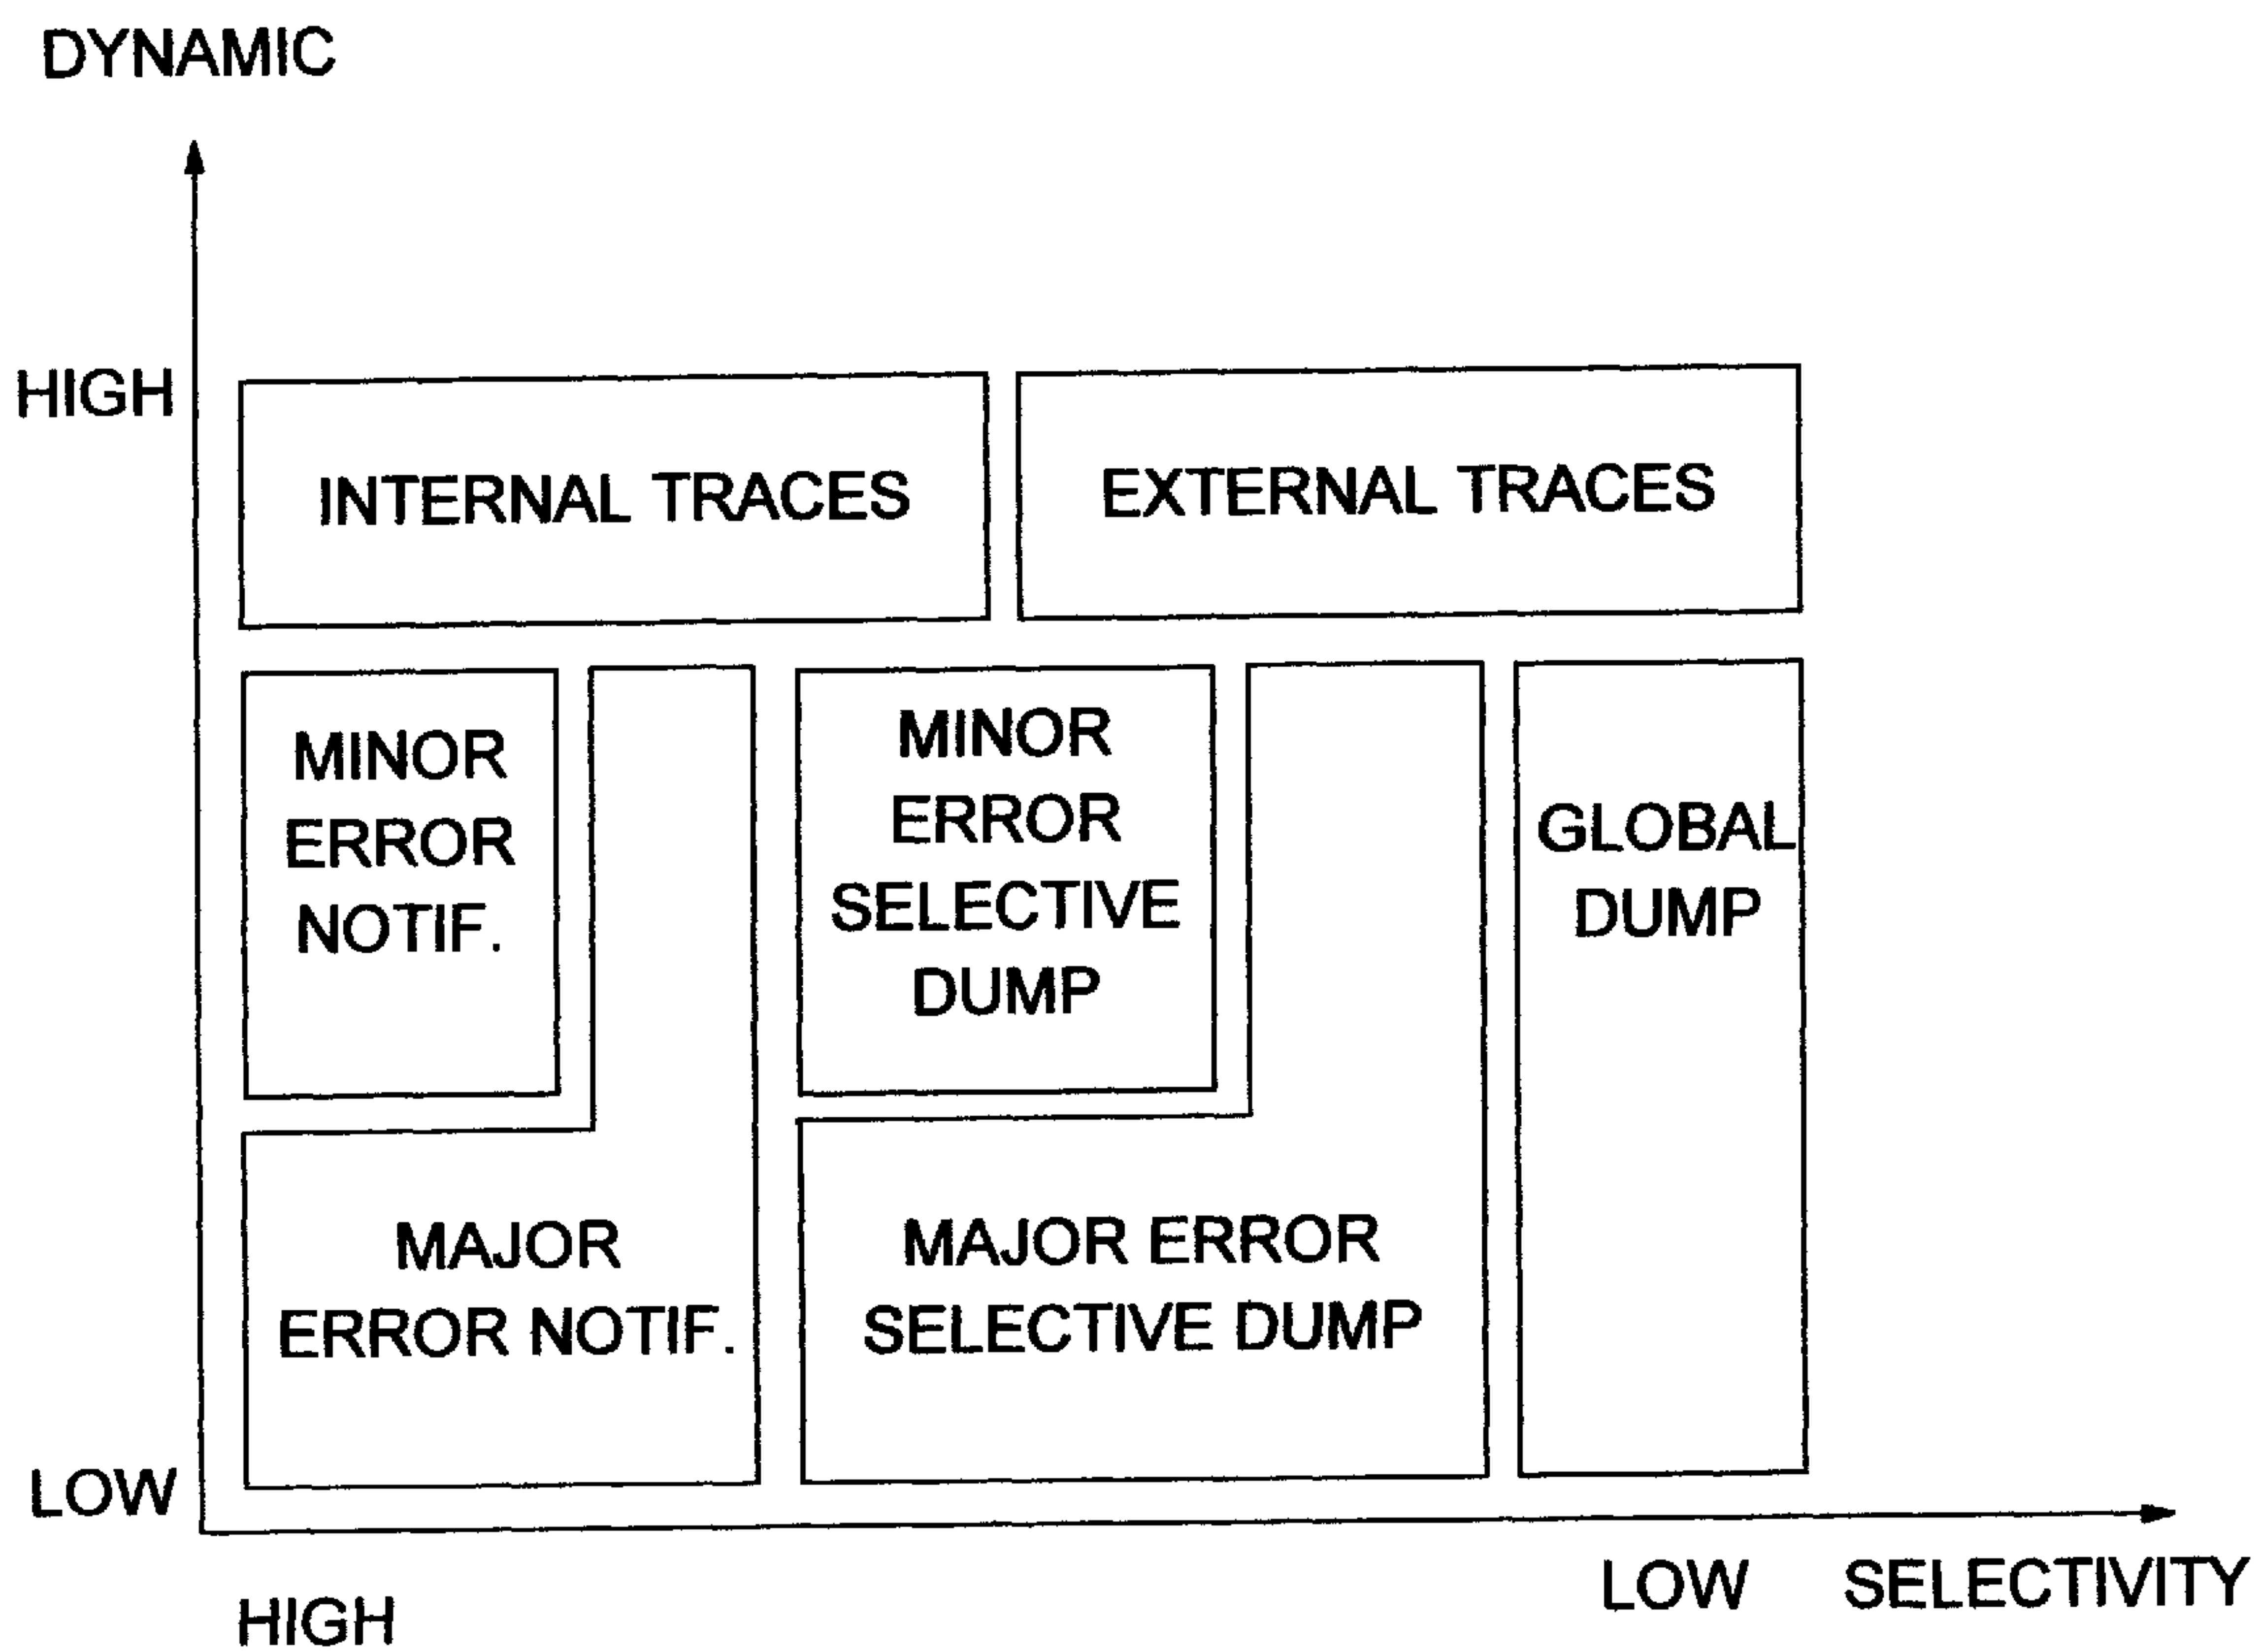 DYNAMIC
HIGH
INTERNAL TRACES
EXTERNAL TRACES
MINOR
ERROR
NOTIF.
MINOR
ERROR
SELECTIVE
DUMP
GLOBAL
DUMP
MAJOR
ERROR NOTIF.
MAJOR ERROR
SELECTIVE DUMP
LOW
HIGH
LOW
SELECTIVITY